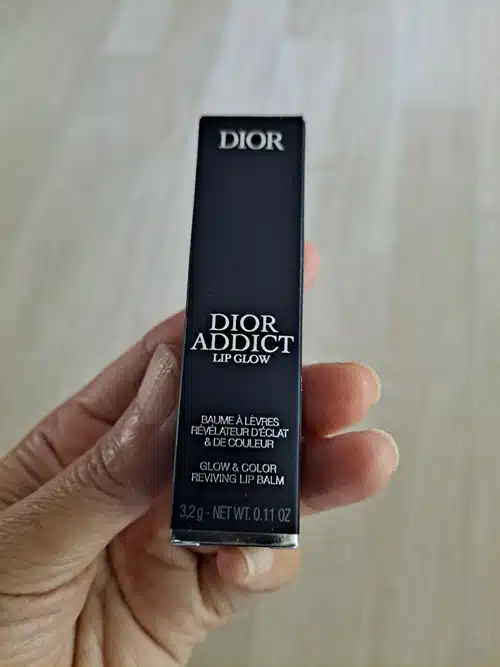 DIOR
DIOR
ADDICT
LIP GLOW
BAUME À LÈVRES
RÉVÉLATEUR D'ÉCLAT
& DE COULEUR
GLOW & COLOR
REVIVING LIP BALM
3,2 g - NET WT. 0.11 OZ